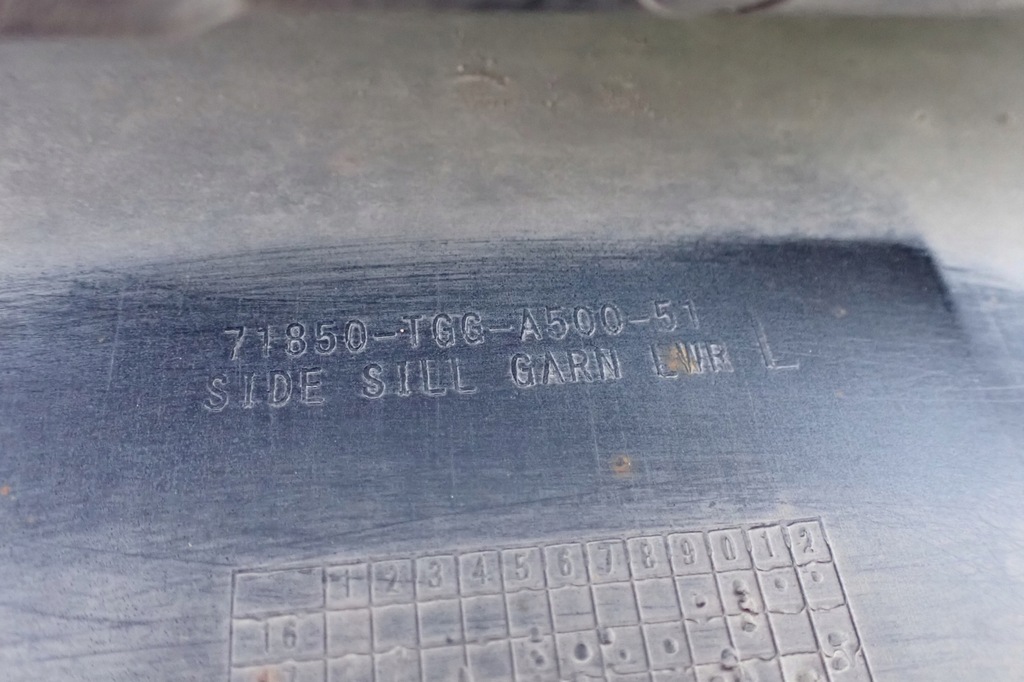 71850-TGG-A500-51
SIDE SILL GARN LWR L
1 2 3 4 5 6 7 8 9 0 1 2
16